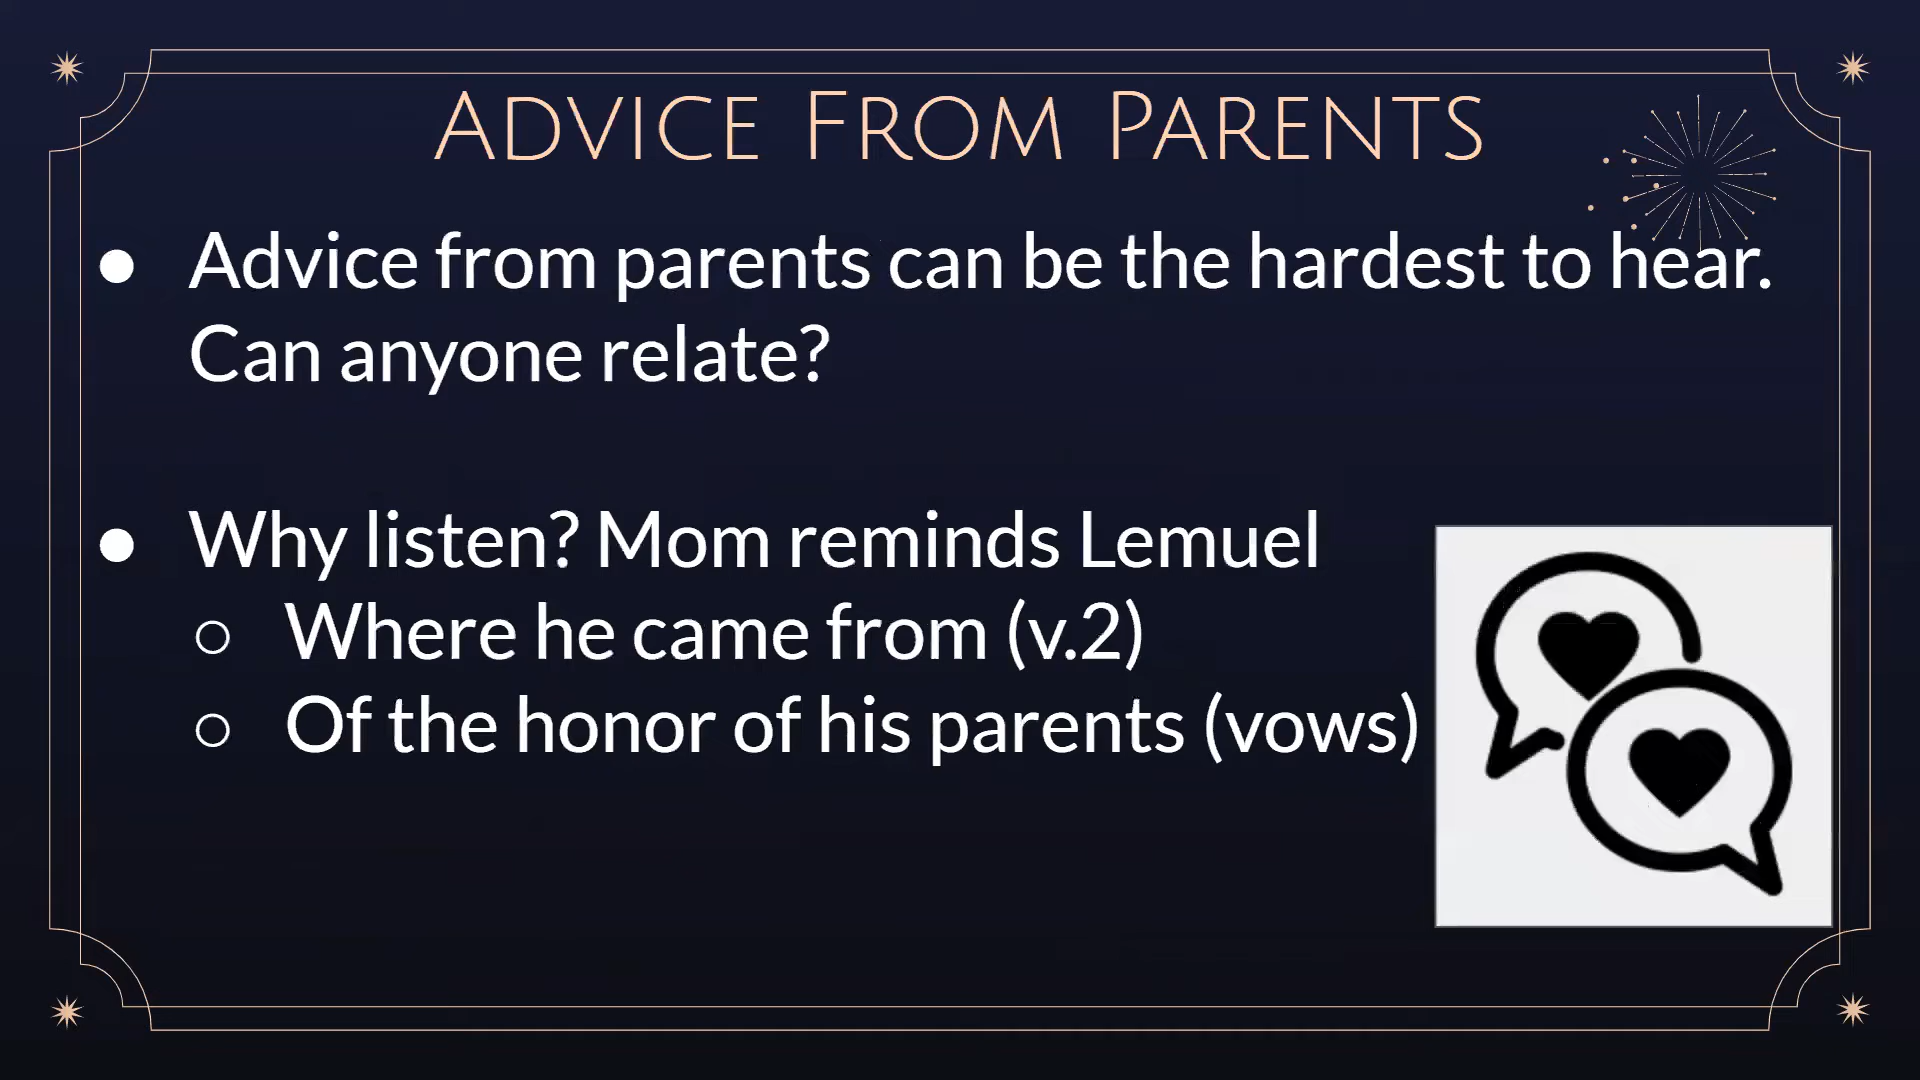 Advice From Parents
● Advice from parents can be the hardest to hear.
Can anyone relate?
● Why listen? Mom reminds Lemuel
○ Where he came from (v.2)
○ Of the honor of his parents (vows)